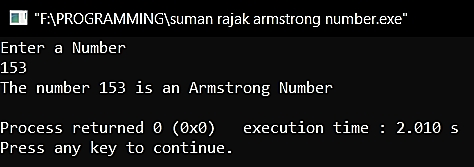 "F:\PROGRAMMING\suman rajak armstrong number.exe"
Enter a Number
153
The number 153 is an Armstrong Number
Process returned 0 (0x0)   execution time : 2.010 s
Press any key to continue.